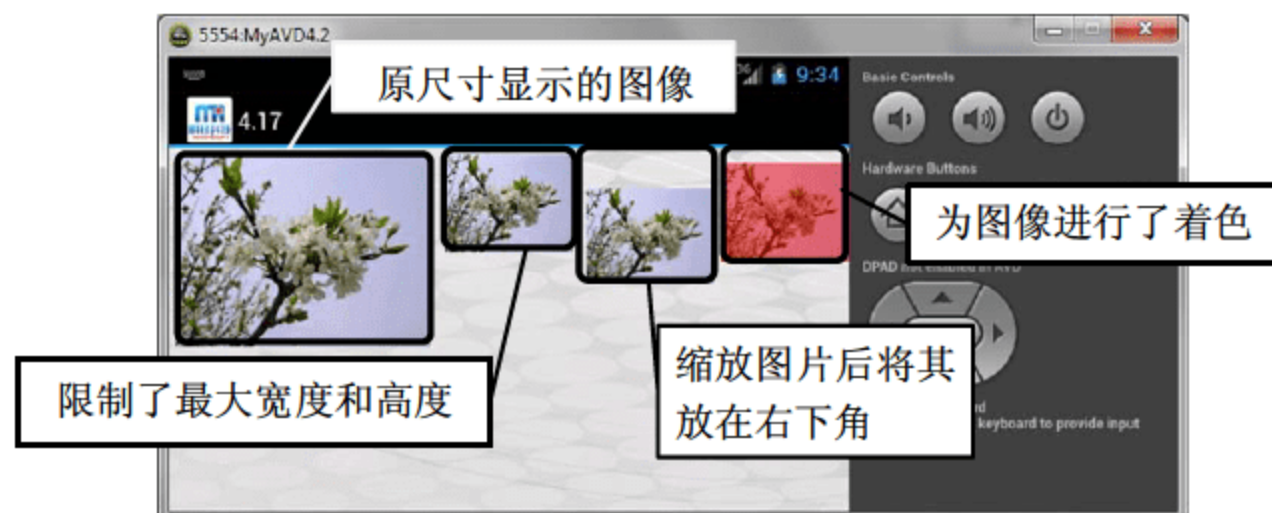 5554:MyAVD4.2
原尺寸显示的图像
3G
9:34
Basic Controls
4.17
Hardware Buttons
为图像进行了着色
DPAD not enabled in AVD
缩放图片后将其
放在右下角
限制了最大宽度和高度
keyboard to provide input